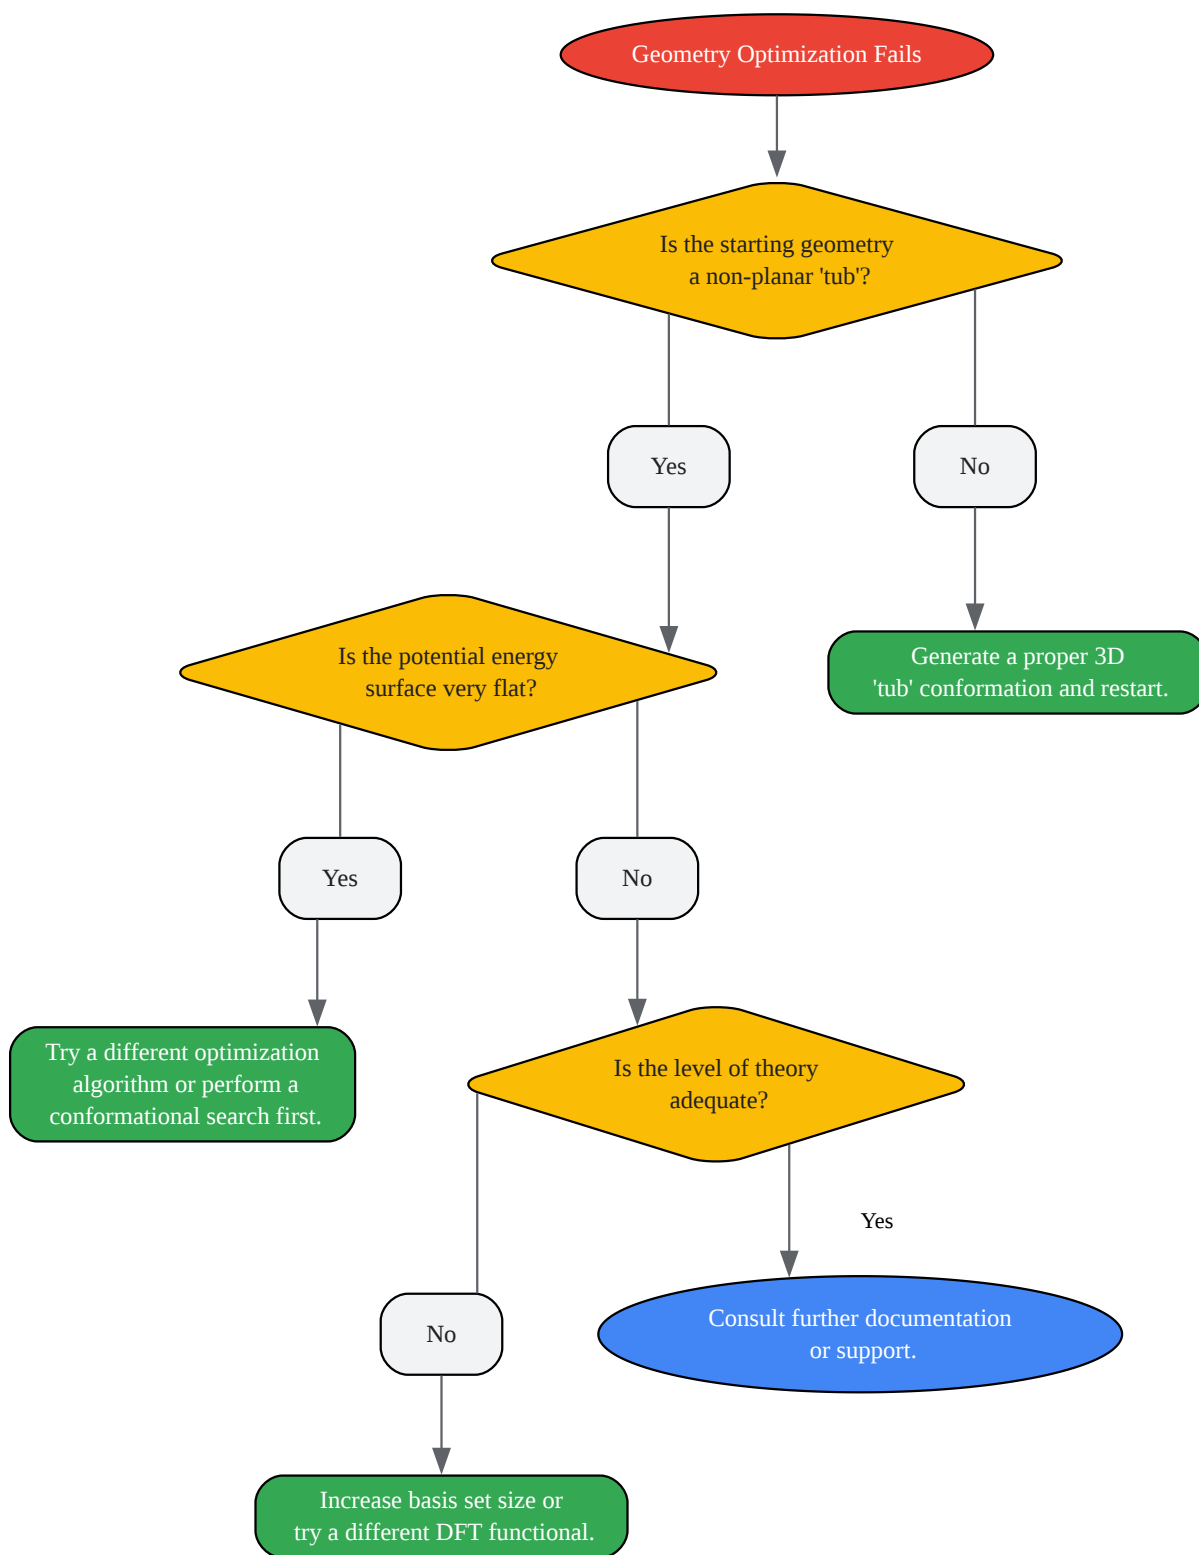 Geometry Optimization Fails
Is the starting geometry
a non-planar 'tub'?
Yes
No
Is the potential energy
surface very flat?
Generate a proper 3D
'tub' conformation and restart.
Yes
No
Try a different optimization
algorithm or perform a
conformational search first.
Is the level of theory
adequate?
Yes
No
Consult further documentation
or support.
Increase basis set size or
try a different DFT functional.